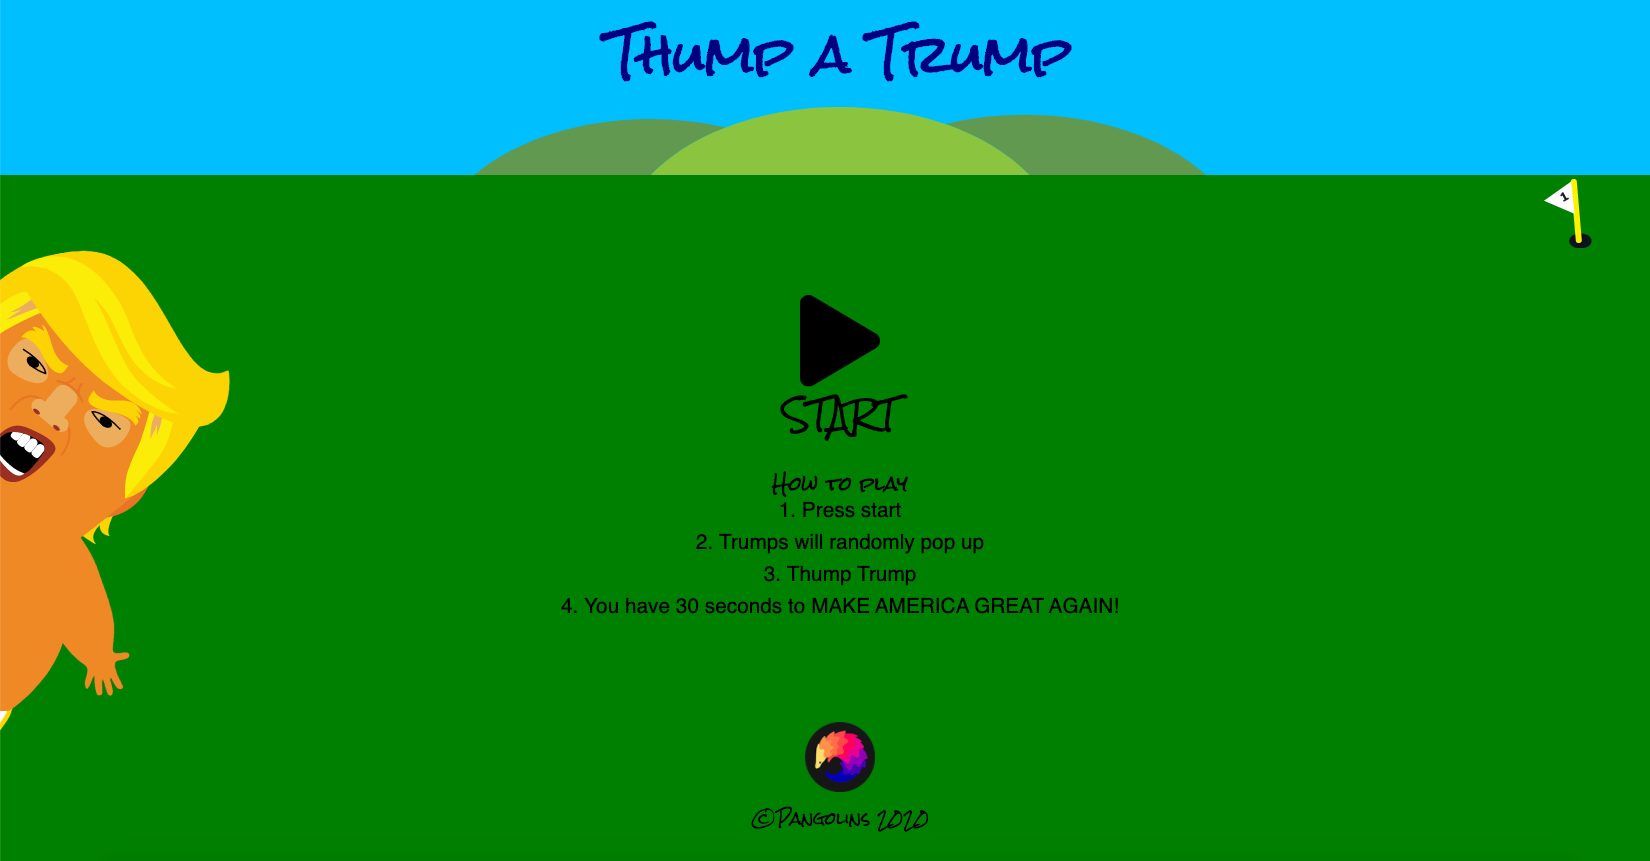 Thump a Trump
1
START
How to play
1. Press start
2. Trumps will randomly pop up
3. Thump Trump
4. You have 30 seconds to MAKE AMERICA GREAT AGAIN!
©Pangolins 2020